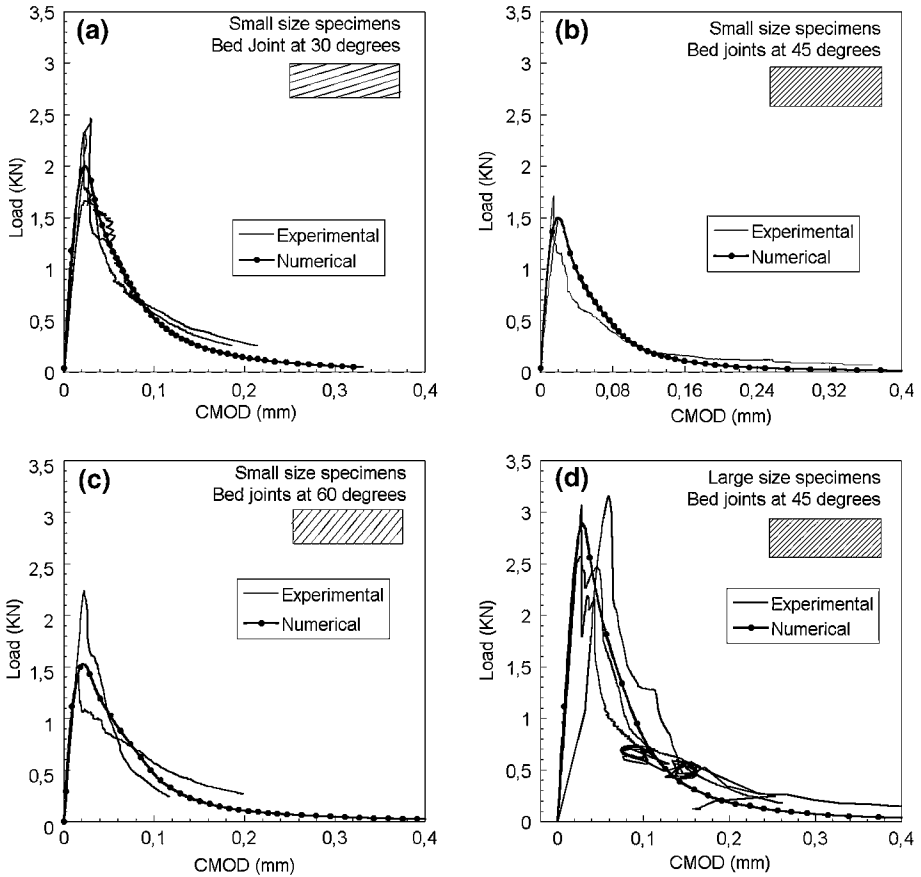 (a)
Small size specimens
Bed Joint at 30 degrees
Experimental
Numerical
Load (KN)
3,5
3
2,5
2
1,5
1
0,5
0
0
0,1
0,2
0,3
0,4
CMOD (mm)
(b)
Small size specimens
Bed joints at 45 degrees
Experimental
Numerical
Load (KN)
3,5
3
2,5
2
1,5
1
0,5
0
0
0,08
0,16
0,24
0,32
0,4
CMOD (mm)
(c)
Small size specimens
Bed joints at 60 degrees
Experimental
Numerical
Load (KN)
3,5
3
2,5
2
1,5
1
0,5
0
0
0,1
0,2
0,3
0,4
CMOD (mm)
(d)
Large size specimens
Bed joints at 45 degrees
Experimental
Numerical
Load (KN)
3,5
3
2,5
2
1,5
1
0,5
0
0
0,1
0,2
0,3
0,4
CMOD (mm)